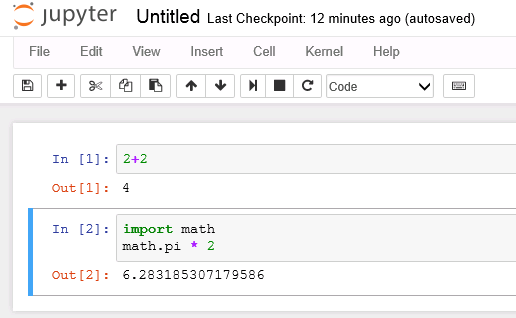 jupyter Untitled Last Checkpoint: 12 minutes ago (autosaved)
File Edit View Insert Cell Kernel Help
Code
In [1]: 2+2
Out[1]: 4
In [2]: import math
math.pi * 2
Out[2]: 6.283185307179586